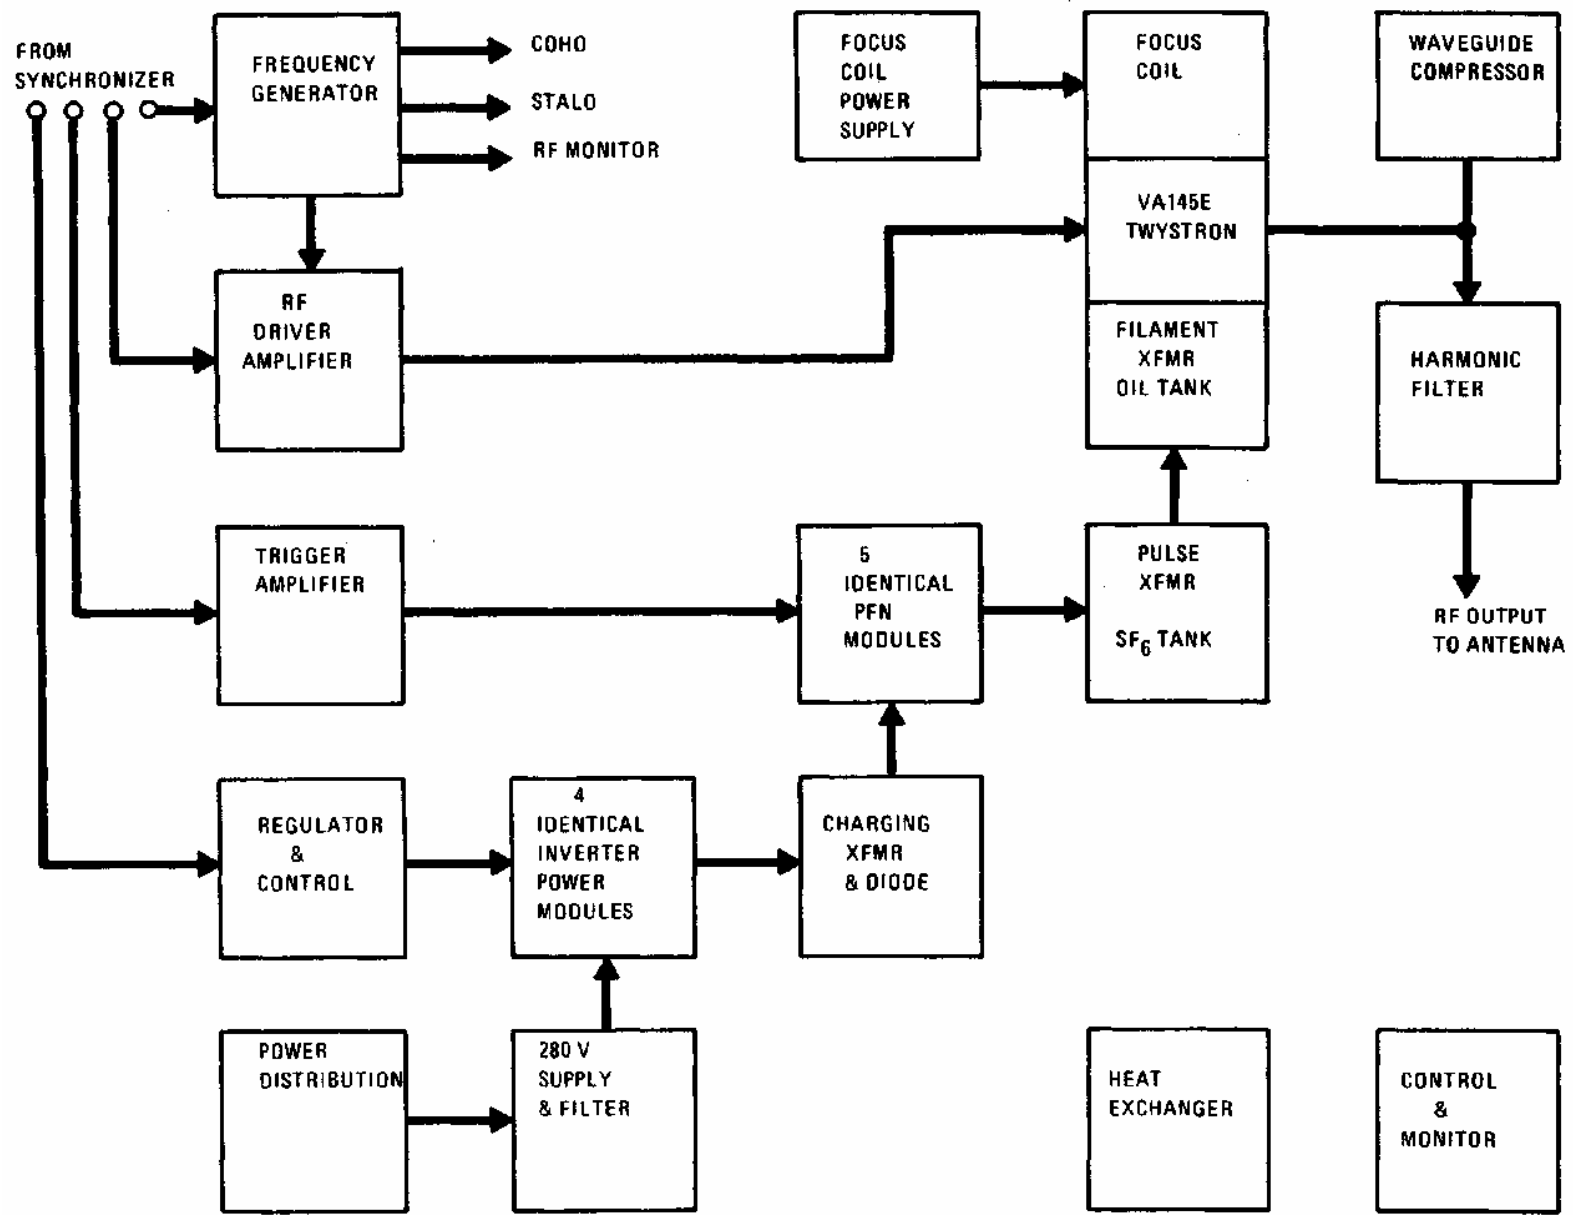 FROM
SYNCHRONIZER
FREQUENCY
GENERATOR
COHO
STALO
RF MONITOR
FOCUS
COIL
POWER
SUPPLY
FOCUS
COIL
WAVEGUIDE
COMPRESSOR
VA145E
TWYSTRON
RF
DRIVER
AMPLIFIER
FILAMENT
XFMR
OIL TANK
HARMONIC
FILTER
TRIGGER
AMPLIFIER
5
IDENTICAL
PFN
MODULES
PULSE
XFMR
SF6 TANK
RF OUTPUT
TO ANTENNA
REGULATOR
&
CONTROL
4
IDENTICAL
INVERTER
POWER
MODULES
CHARGING
XFMR
& DIODE
POWER
DISTRIBUTION
280 V
SUPPLY
& FILTER
HEAT
EXCHANGER
CONTROL
&
MONITOR